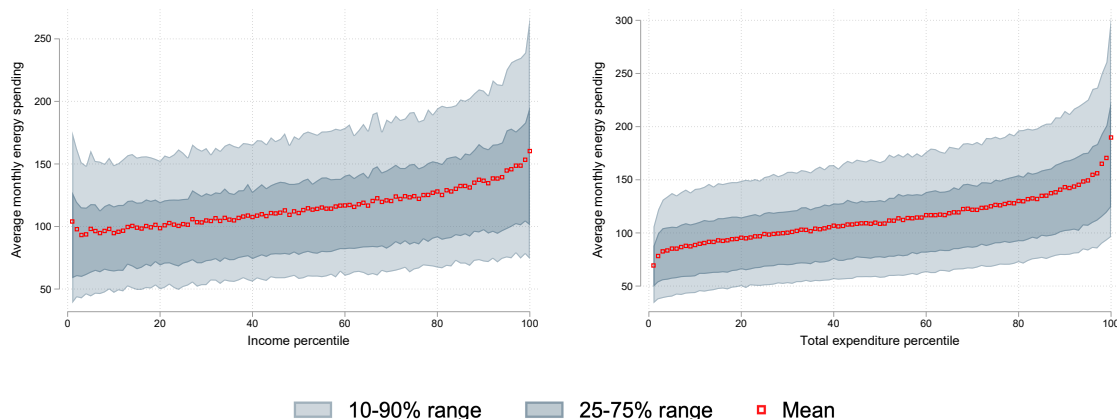 Average monthly energy spending
250
200
150
100
50
0 20 40 60 80 100
Income percentile
Average monthly energy spending
300
250
200
150
100
50
0 20 40 60 80 100
Total expenditure percentile
10-90% range 25-75% range Mean